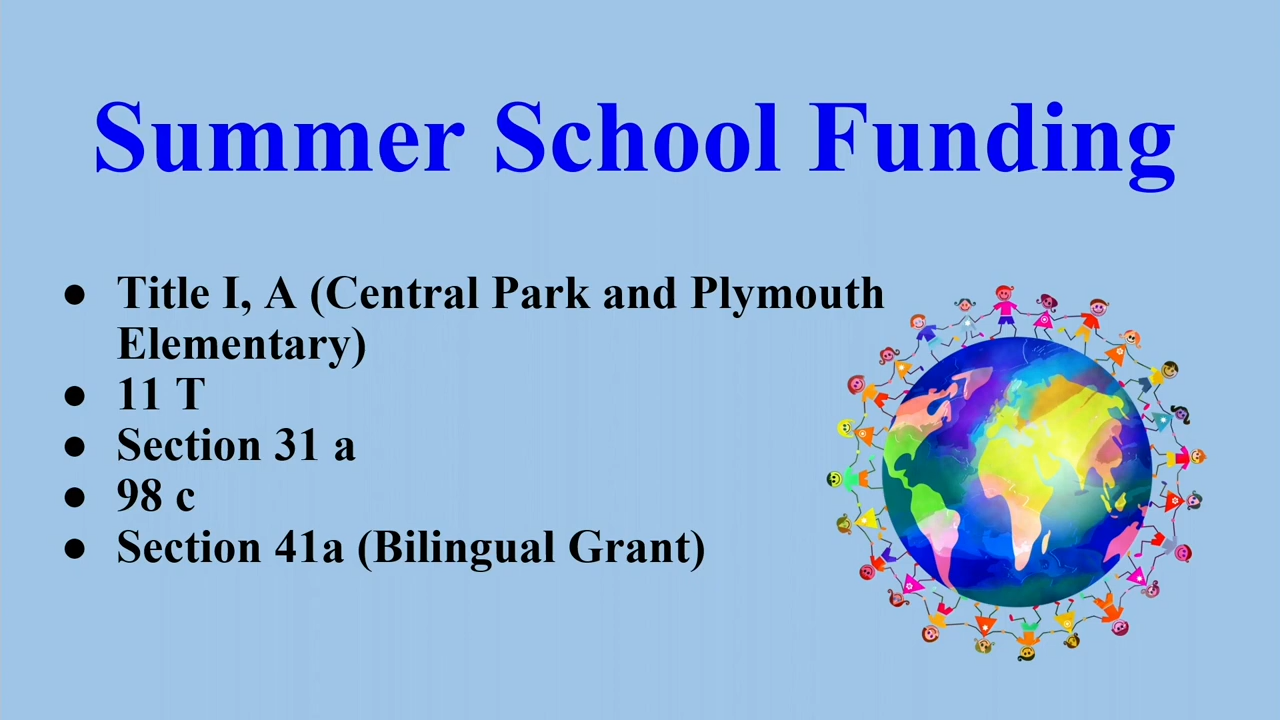 Summer School Funding
● Title I, A (Central Park and Plymouth
Elementary)
● 11 T
● Section 31 a
● 98 c
● Section 41a (Bilingual Grant)